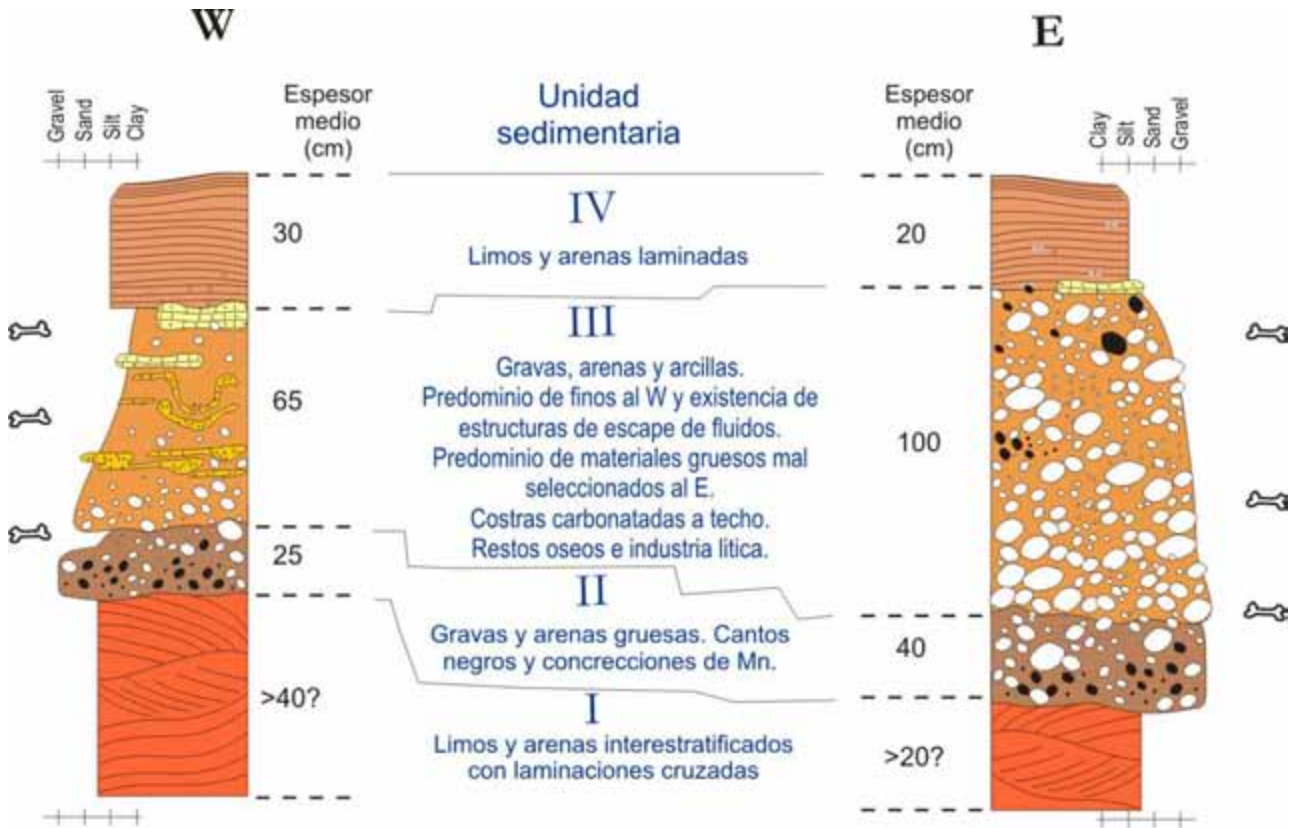 W
E
Gravel
Sand
Silt
Clay
Espesor
medio
(cm)
Unidad
sedimentaria
Espesor
medio
(cm)
Clay
Silt
Sand
Gravel
30
IV
Limos y arenas laminadas
20
65
III
Gravas, arenas y arcillas.
Predominio de finos al W y existencia de
estructuras de escape de fluidos.
Predominio de materiales gruesos mal
seleccionados al E.
Costras carbonatadas a techo.
Restos oseos e industria litica.
100
25
II
Gravas y arenas gruesas. Cantos
negros y concrecciones de Mn.
40
>40?
I
Limos y arenas interestratificados
con laminaciones cruzadas
>20?